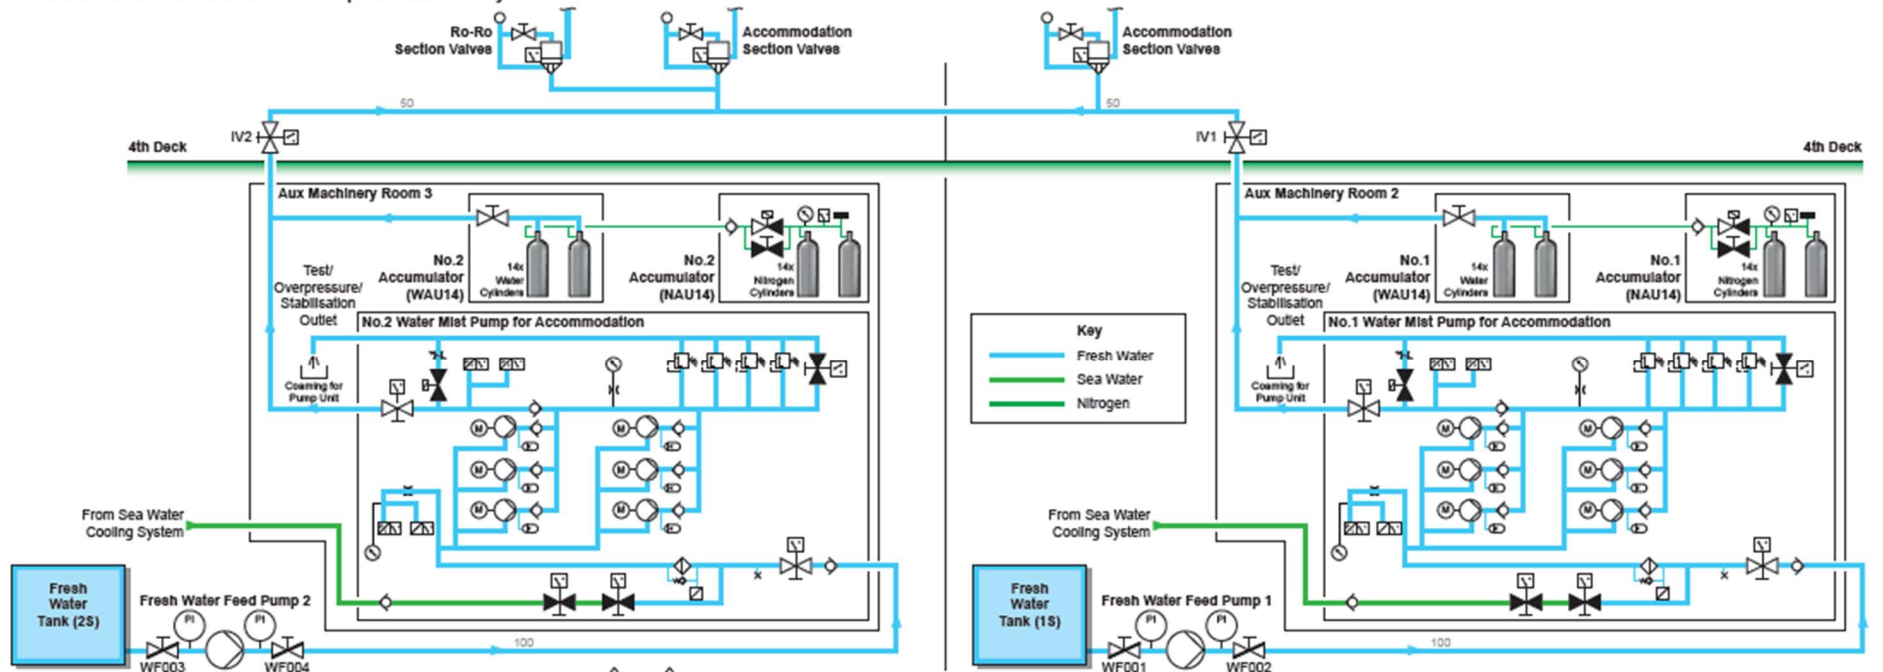 Ro-Ro
Section Valves
Accommodation
Section Valves
Accommodation
Section Valves
50
50
IV2
IV1
4th Deck
4th Deck
Aux Machinery Room 3
No.2
Accumulator
(WAU14)
14x
Water
Cylinders
No.2
Accumulator
(NAU14)
14x
Nitrogen
Cylinders
Test/
Overpressure/
Stabilisation
Outlet
Coaming for
Pump Unit
No.2 Water Mist Pump for Accommodation
M
M
M
M
M
M
From Sea Water
Cooling System
Fresh
Water
Tank (2S)
Fresh Water Feed Pump 2
PI
PI
WF003
WF004
100
Key
Fresh Water
Sea Water
Nitrogen
Aux Machinery Room 2
No.1
Accumulator
(WAU14)
14x
Water
Cylinders
No.1
Accumulator
(NAU14)
14x
Nitrogen
Cylinders
Test/
Overpressure/
Stabilisation
Outlet
Coaming for
Pump Unit
No.1 Water Mist Pump for Accommodation
M
M
M
M
M
M
From Sea Water
Cooling System
Fresh
Water
Tank (1S)
Fresh Water Feed Pump 1
PI
PI
WF001
WF002
100